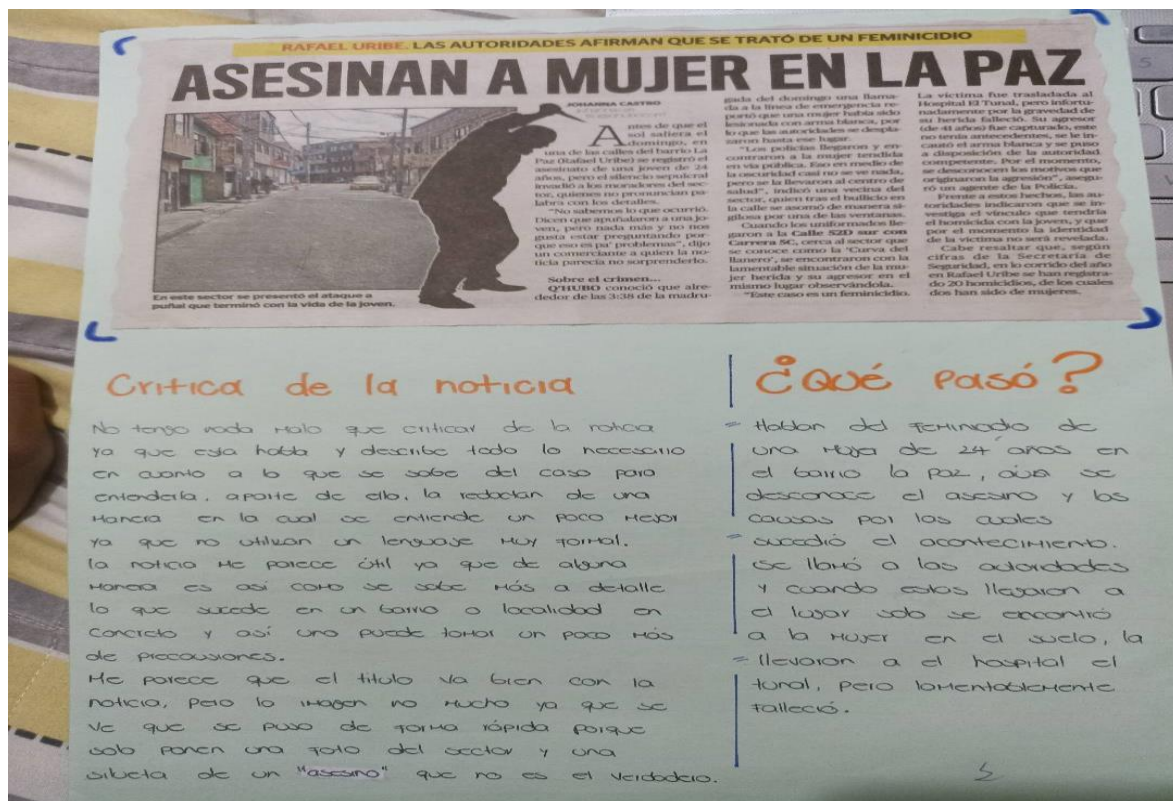 RAFAEL URIBE. LAS AUTORIDADES AFIRMAN QUE SE TRATÓ DE UN FEMINICIDIO
ASESINAN A MUJER EN LA PAZ
JOHANNA CASTRO
Antes de que el
sol saliera el
domingo, en
una de las calles del barrio La
Paz (Rafael Uribe) se registró el
asesinato de una joven de 24
años, pero el silencio sepulcral
invadió a los moradores del sec-
tor, quienes no pronuncian pa-
labra con los detalles.
"No sabemos lo que ocurrió.
Dicen que apuñalaron a una jo-
ven, pero nada más y no nos
gusta estar preguntando por-
que eso es pa' problemas", dijo
un comerciante a quien la no-
ticia parecía no sorprenderlo.
Sobre el crimen...
Q'HUBO conoció que alre-
dedor de las 3:38 de la madru-
gada del domingo una llama-
da a la línea de emergencia re-
portó que una mujer había sido
lesionada con arma blanca, por
lo que las autoridades se despla-
zaron hasta ese lugar.
"Los policías llegaron y en-
contraron a la mujer tendida
en vía pública. Eso en medio de
la oscuridad casi no se ve nada,
pero se la llevaron al centro de
salud", indicó una vecina del
sector, quien tras el bullicio en
la calle se asomó de manera si-
gilosa por una de las ventanas.
Cuando los uniformados lle-
garon a la Calle 52D sur con
Carrera 5C, cerca al sector que
se conoce como la 'Curva del
llanero', se encontraron con la
lamentable situación de la mu-
jer herida y su agresor en el
mismo lugar observándola.
"Este caso es un feminicidio.
La víctima fue trasladada al
Hospital El Tunal, pero infortu-
nadamente por la gravedad de
su herida falleció. Su agresor
(de 41 años) fue capturado, este
no tenía antecedentes, se le in-
cautó el arma blanca y se puso
a disposición de la autoridad
competente. Por el momento,
se desconocen los motivos que
originaron la agresión", asegu-
ró un agente de la Policía.
Frente a estos hechos, las au-
toridades indicaron que se in-
vestiga el vínculo que tendría
el homicida con la joven, y que
por el momento la identidad
de la víctima no será revelada.
Cabe resaltar que, según
cifras de la Secretaría de
Seguridad, en lo corrido del año
en Rafael Uribe se han registra-
do 20 homicidios, de los cuales
dos han sido de mujeres.
En este sector se presentó el ataque a
puñal que terminó con la vida de la joven.
Critica de la noticia
No tengo nada malo que criticar de la noticia
ya que esta habla y describe todo lo necesario
en cuanto a lo que se sabe del caso para
entenderla, aparte de ello, la redactan de una
manera en la cual se entiende un poco mejor
ya que no utilizan un lenguaje muy formal.
la noticia me parece útil ya que de alguna
manera es así como se sabe más a detalle
lo que sucede en un barrio o localidad en
concreto y así uno puede tomar un poco más
de precausiones.
Me parece que el titulo va bien con la
noticia, pero la imagen no mucho ya que se
ve que se puso de forma rápida porque
solo ponen una foto del sector y una
silueta de un "asesino" que no es el verdadero.
¿Qué pasó?
Hablan del feminicidio de
una mujer de 24 años en
el barrio la paz, aún se
desconoce el asesino y las
causas por las cuales
sucedió el acontecimiento.
se llamó a las autoridades
y cuando estos llegaron a
el lugar solo se encontró
a la mujer en el suelo, la
llevaron a el hospital el
tunal, pero lamentablemente
falleció.